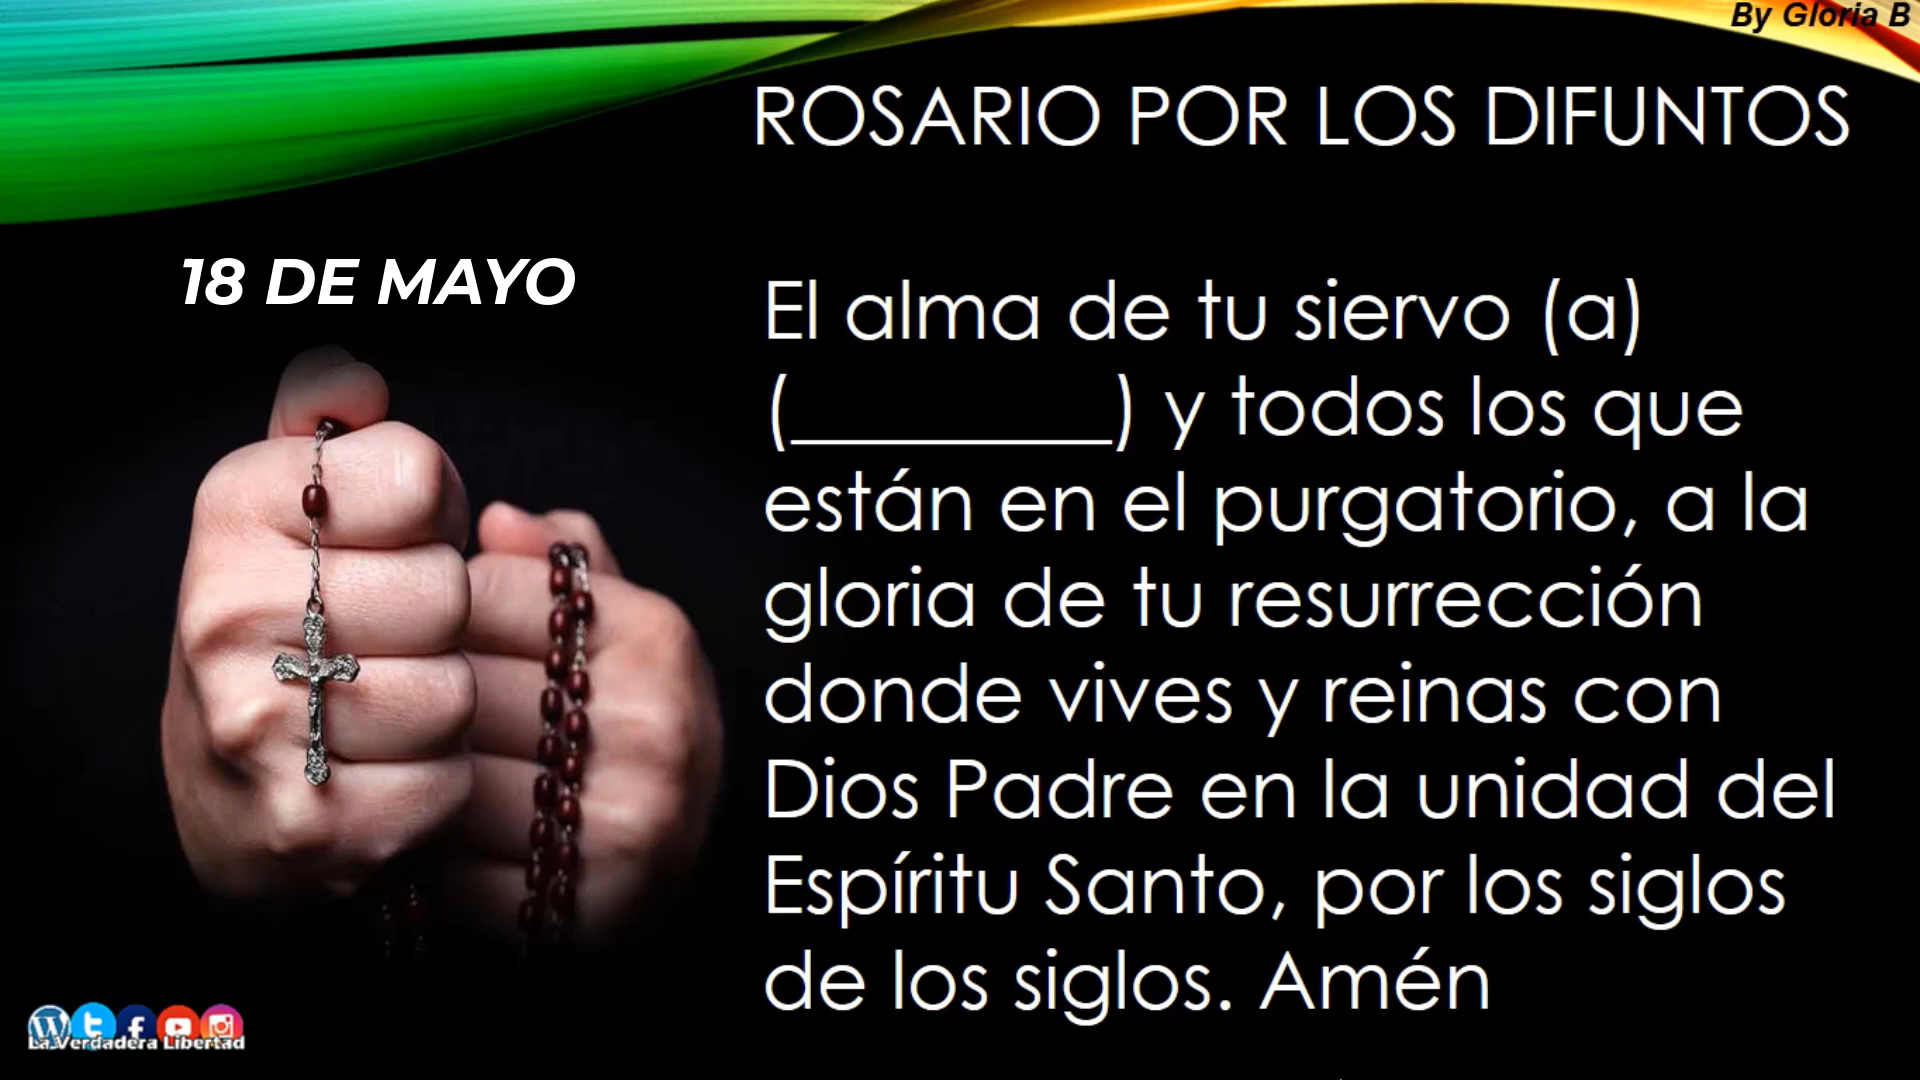 By Gloria B
ROSARIO POR LOS DIFUNTOS
18 DE MAYO
El alma de tu siervo (a)
(________) y todos los que
están en el purgatorio, a la
gloria de tu resurrección
donde vives y reinas con
Dios Padre en la unidad del
Espíritu Santo, por los siglos
de los siglos. Amén
La Verdadera Libertad